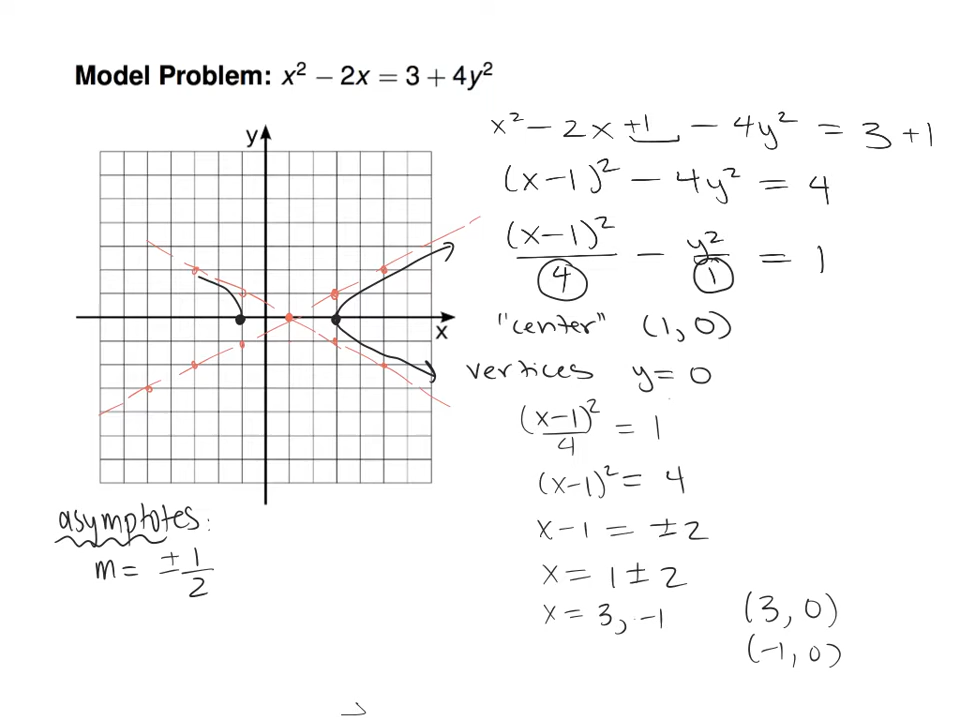 Model Problem: x² − 2x = 3 + 4y²
y
x
asymptotes:
m = ± 1/2
x² − 2x +1 − 4y² = 3 +1
(x−1)² − 4y² = 4
(x−1)²/4 − y²/1 = 1
"center" (1, 0)
vertices y = 0
(x−1)²/4 = 1
(x−1)² = 4
x−1 = ±2
x = 1 ± 2
x = 3, −1 (3, 0)
(−1, 0)